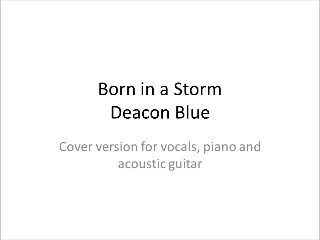 Born in a Storm
Deacon Blue
Cover version for vocals, piano and
acoustic guitar